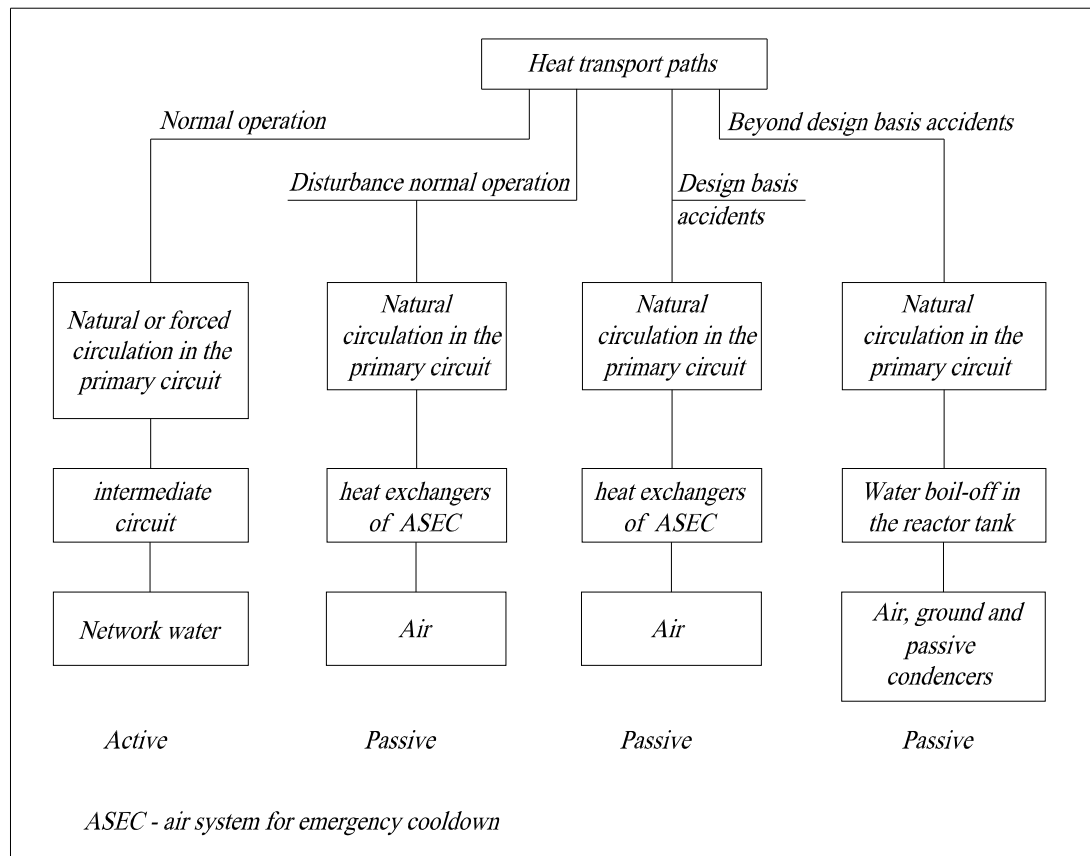 Heat transport paths
Normal operation
Beyond design basis accidents
Disturbance normal operation
Design basis
accidents
Natural or forced
circulation in the
primary circuit
Natural
circulation in the
primary circuit
Natural
circulation in the
primary circuit
Natural
circulation in the
primary circuit
intermediate
circuit
heat exchangers
of ASEC
heat exchangers
of ASEC
Water boil-off in
the reactor tank
Network water
Air
Air
Air, ground and
passive
condencers
Active
Passive
Passive
Passive
ASEC - air system for emergency cooldown